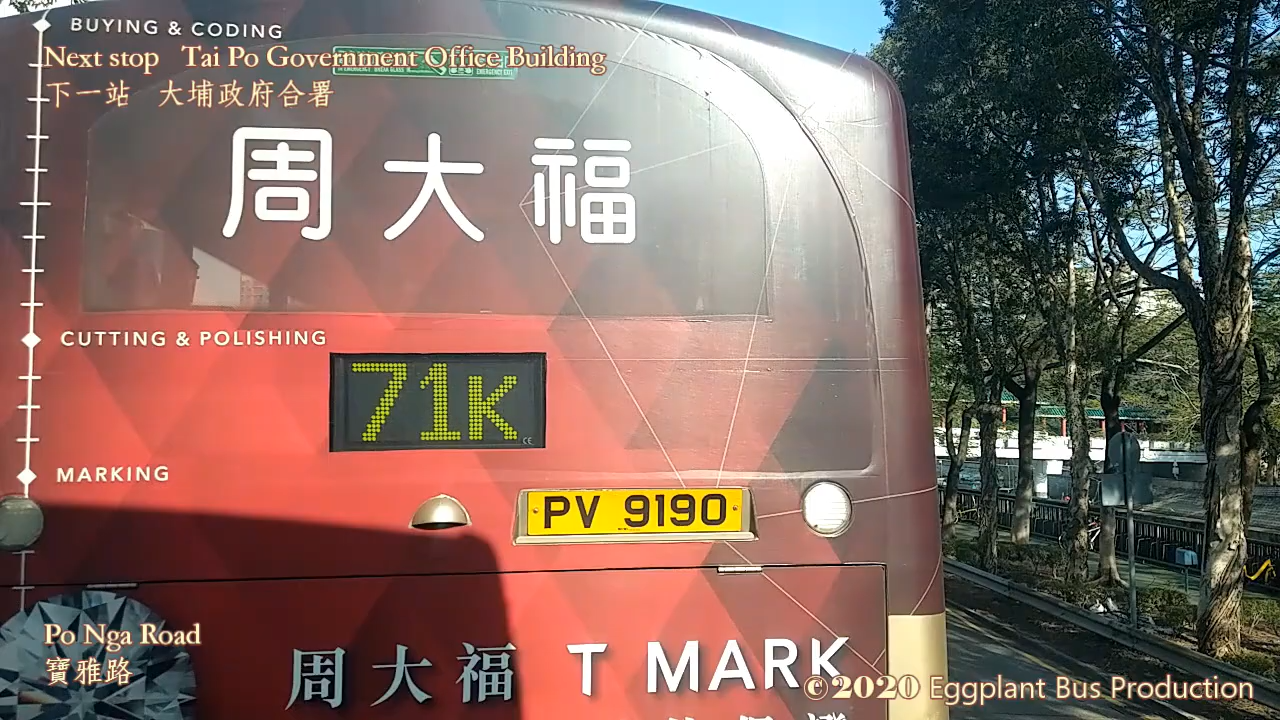 BUYING & CODING
Next stop Tai Po Government Office Building
下一站 大埔政府合署
周大福
CUTTING & POLISHING
71K
CE
MARKING
PV 9190
Po Nga Road
寶雅路
周大福 T MARK
©2020 Eggplant Bus Production